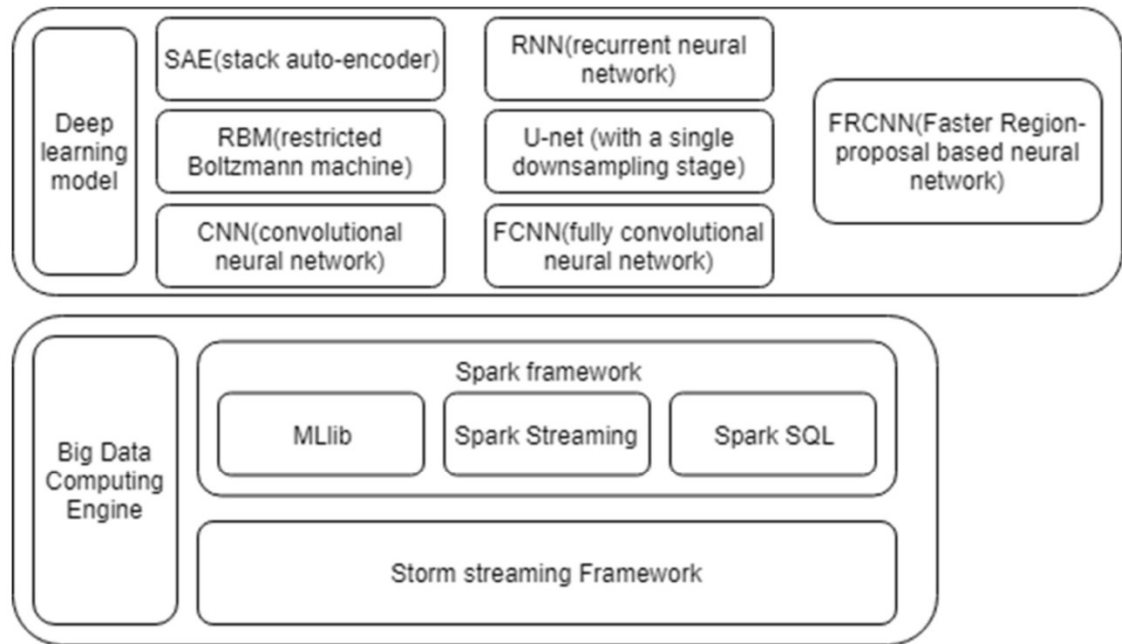 Deep
learning
model
SAE(stack auto-encoder)
RBM(restricted
Boltzmann machine)
CNN(convolutional
neural network)
RNN(recurrent neural
network)
U-net (with a single
downsampling stage)
FCNN(fully convolutional
neural network)
FRCNN(Faster Region-
proposal based neural
network)
Big Data
Computing
Engine
Spark framework
MLlib
Spark Streaming
Spark SQL
Storm streaming Framework